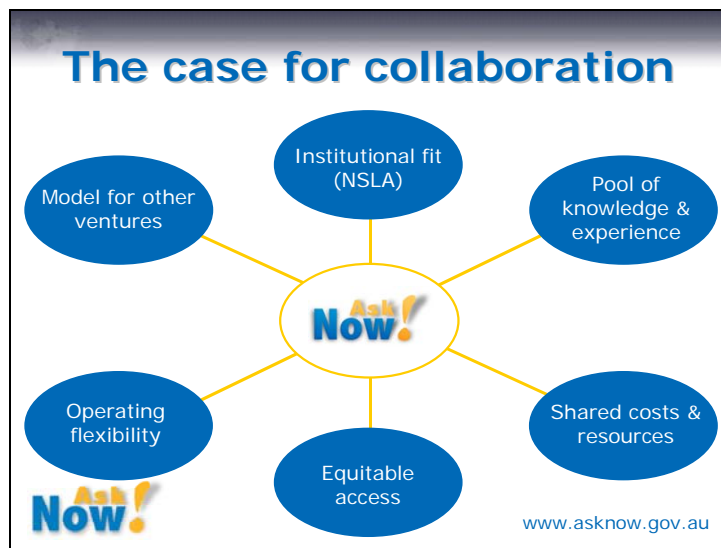 The case for collaboration
Institutional fit
(NSLA)
Model for other
ventures
Pool of
knowledge &
experience
Ask
Now!
Operating
flexibility
Equitable
access
Shared costs &
resources
Ask
Now!
www.asknow.gov.au